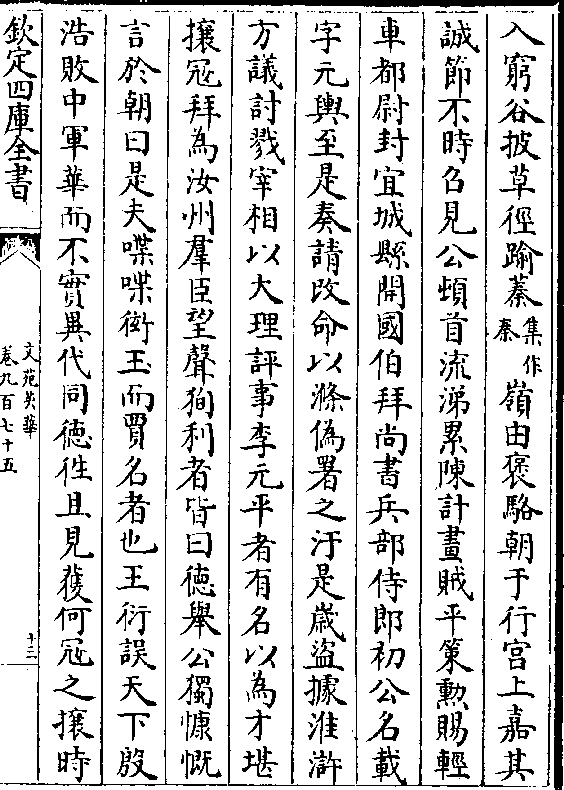 入窮谷披草徑踰蓁集作秦嶺由褒駱朝于行宫上嘉其
誠節不時召見公頓首流涕累陳計畫賊平策勲賜輕
車都尉封宜城縣開國伯拜尚書兵部侍郎初公名載
字元輿至是奏請改命以滌偽署之汙是嵗盜據淮滸
方議討戮宰相以大理評事李元平者有名以為才堪
攘冦拜為汝州羣臣望聲狥利者皆曰徳舉公獨慷慨
言於朝曰是夫喋喋衒玉而賈名者也王衍誤天下殷
浩敗中軍華而不實異代同徳徃且見獲何冦之攘時
欽定四庫全書
文苑英華
卷九百七十五
十三